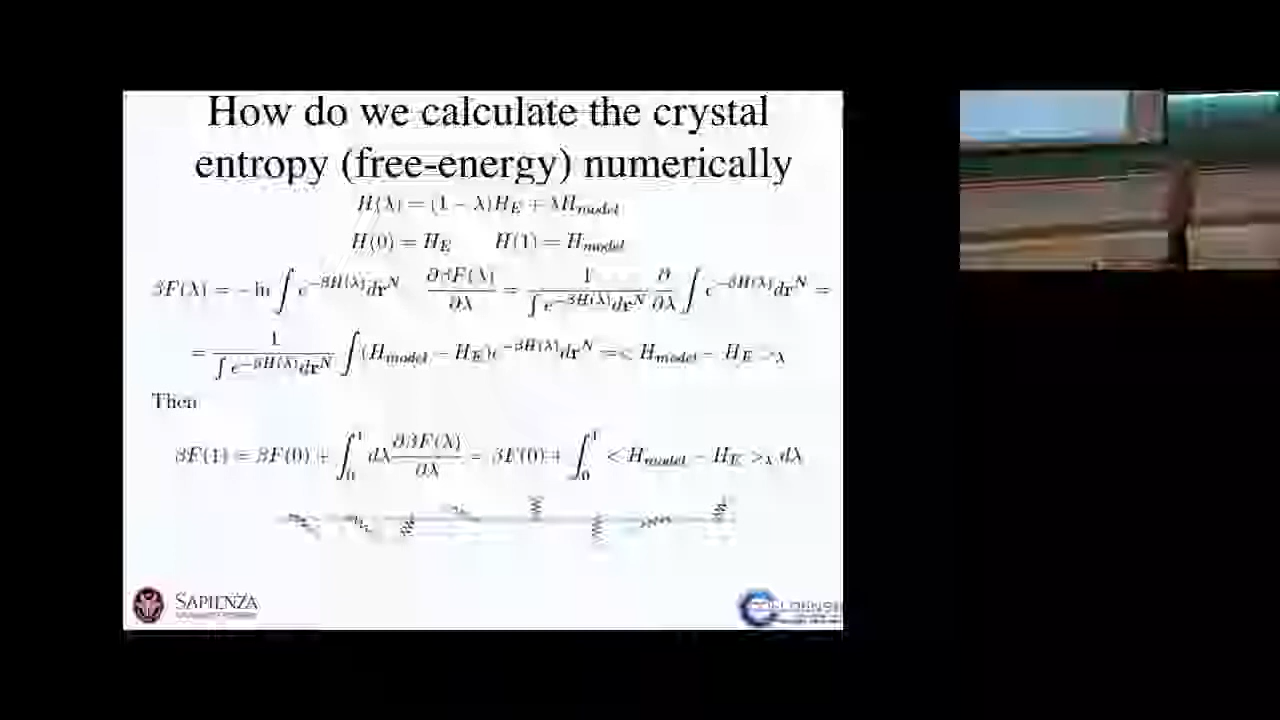 How do we calculate the crystal
entropy (free-energy) numerically
H(λ) = (1 − λ)H_E + λH_model
H(0) = H_E H(1) = H_model
βF(λ) = − ln ∫ e^{−βH(λ)} dr^N ∂βF(λ)/∂λ = 1/∫ e^{−βH(λ)} dr^N ∂/∂λ ∫ e^{−βH(λ)} dr^N =
= 1/∫ e^{−βH(λ)} dr^N ∫ (H_model − H_E) e^{−βH(λ)} dr^N =< H_model − H_E >_λ
Then
βF(1) = βF(0) + ∫_0^1 dλ ∂βF(λ)/∂λ = βF(0) + ∫_0^1 < H_model − H_E >_λ dλ
SAPIENZA